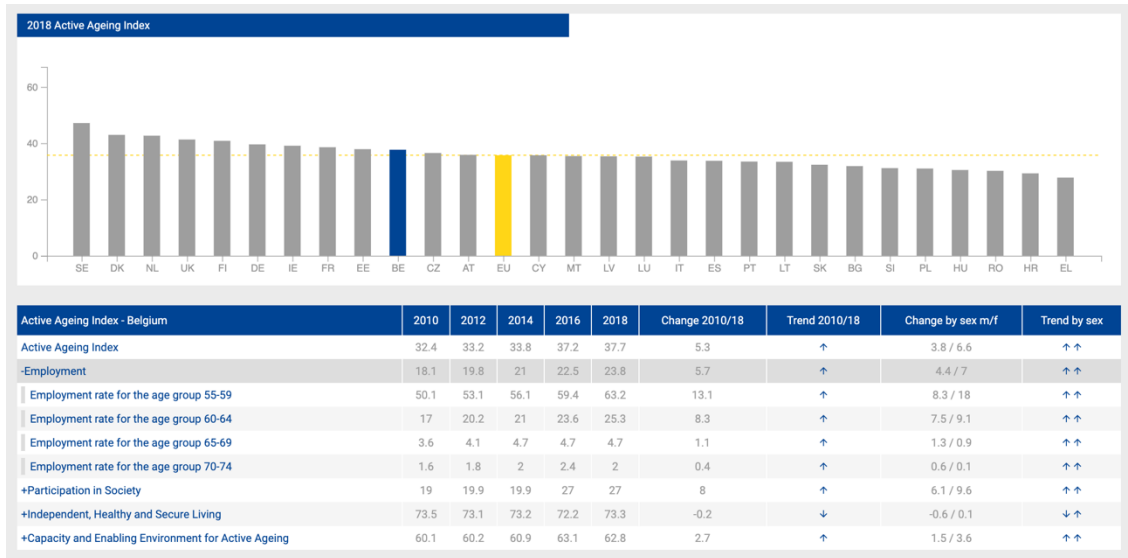 2018 Active Ageing Index
60
40
20
0
SE DK NL UK FI DE IE FR EE BE CZ AT EU CY MT LV LU IT ES PT LT SK BG SI PL HU RO HR EL
Active Ageing Index - Belgium 2010 2012 2014 2016 2018 Change 2010/18 Trend 2010/18 Change by sex m/f Trend by sex
Active Ageing Index 32.4 33.2 33.8 37.2 37.7 5.3 ↑ 3.8 / 6.6 ↑ ↑
-Employment 18.1 19.8 21 22.5 23.8 5.7 ↑ 4.4 / 7 ↑ ↑
Employment rate for the age group 55-59 50.1 53.1 56.1 59.4 63.2 13.1 ↑ 8.3 / 18 ↑ ↑
Employment rate for the age group 60-64 17 20.2 21 23.6 25.3 8.3 ↑ 7.5 / 9.1 ↑ ↑
Employment rate for the age group 65-69 3.6 4.1 4.7 4.7 4.7 1.1 ↑ 1.3 / 0.9 ↑ ↑
Employment rate for the age group 70-74 1.6 1.8 2 2.4 2 0.4 ↑ 0.6 / 0.1 ↑ ↑
+Participation in Society 19 19.9 19.9 27 27 8 ↑ 6.1 / 9.6 ↑ ↑
+Independent, Healthy and Secure Living 73.5 73.1 73.2 72.2 73.3 -0.2 ↓ -0.6 / 0.1 ↓ ↑
+Capacity and Enabling Environment for Active Ageing 60.1 60.2 60.9 63.1 62.8 2.7 ↑ 1.5 / 3.6 ↑ ↑